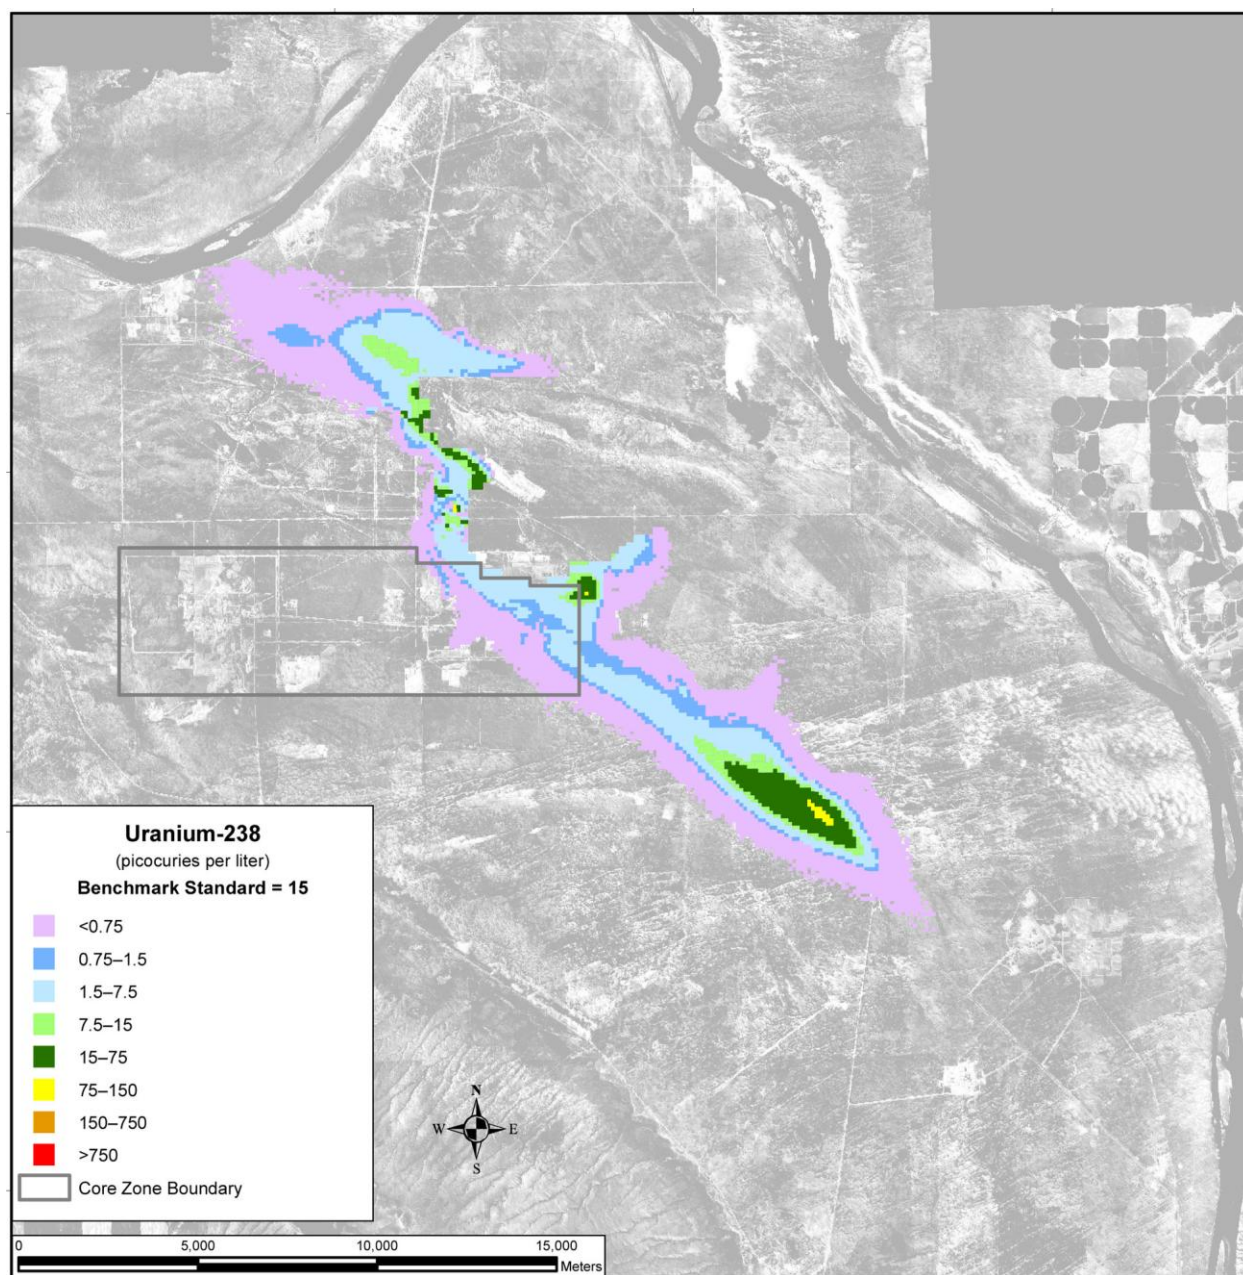 Uranium-238
(picocuries per liter)
Benchmark Standard = 15
<0.75
0.75–1.5
1.5–7.5
7.5–15
15–75
75–150
150–750
>750
Core Zone Boundary
N
W E
S
0 5,000 10,000 15,000
Meters